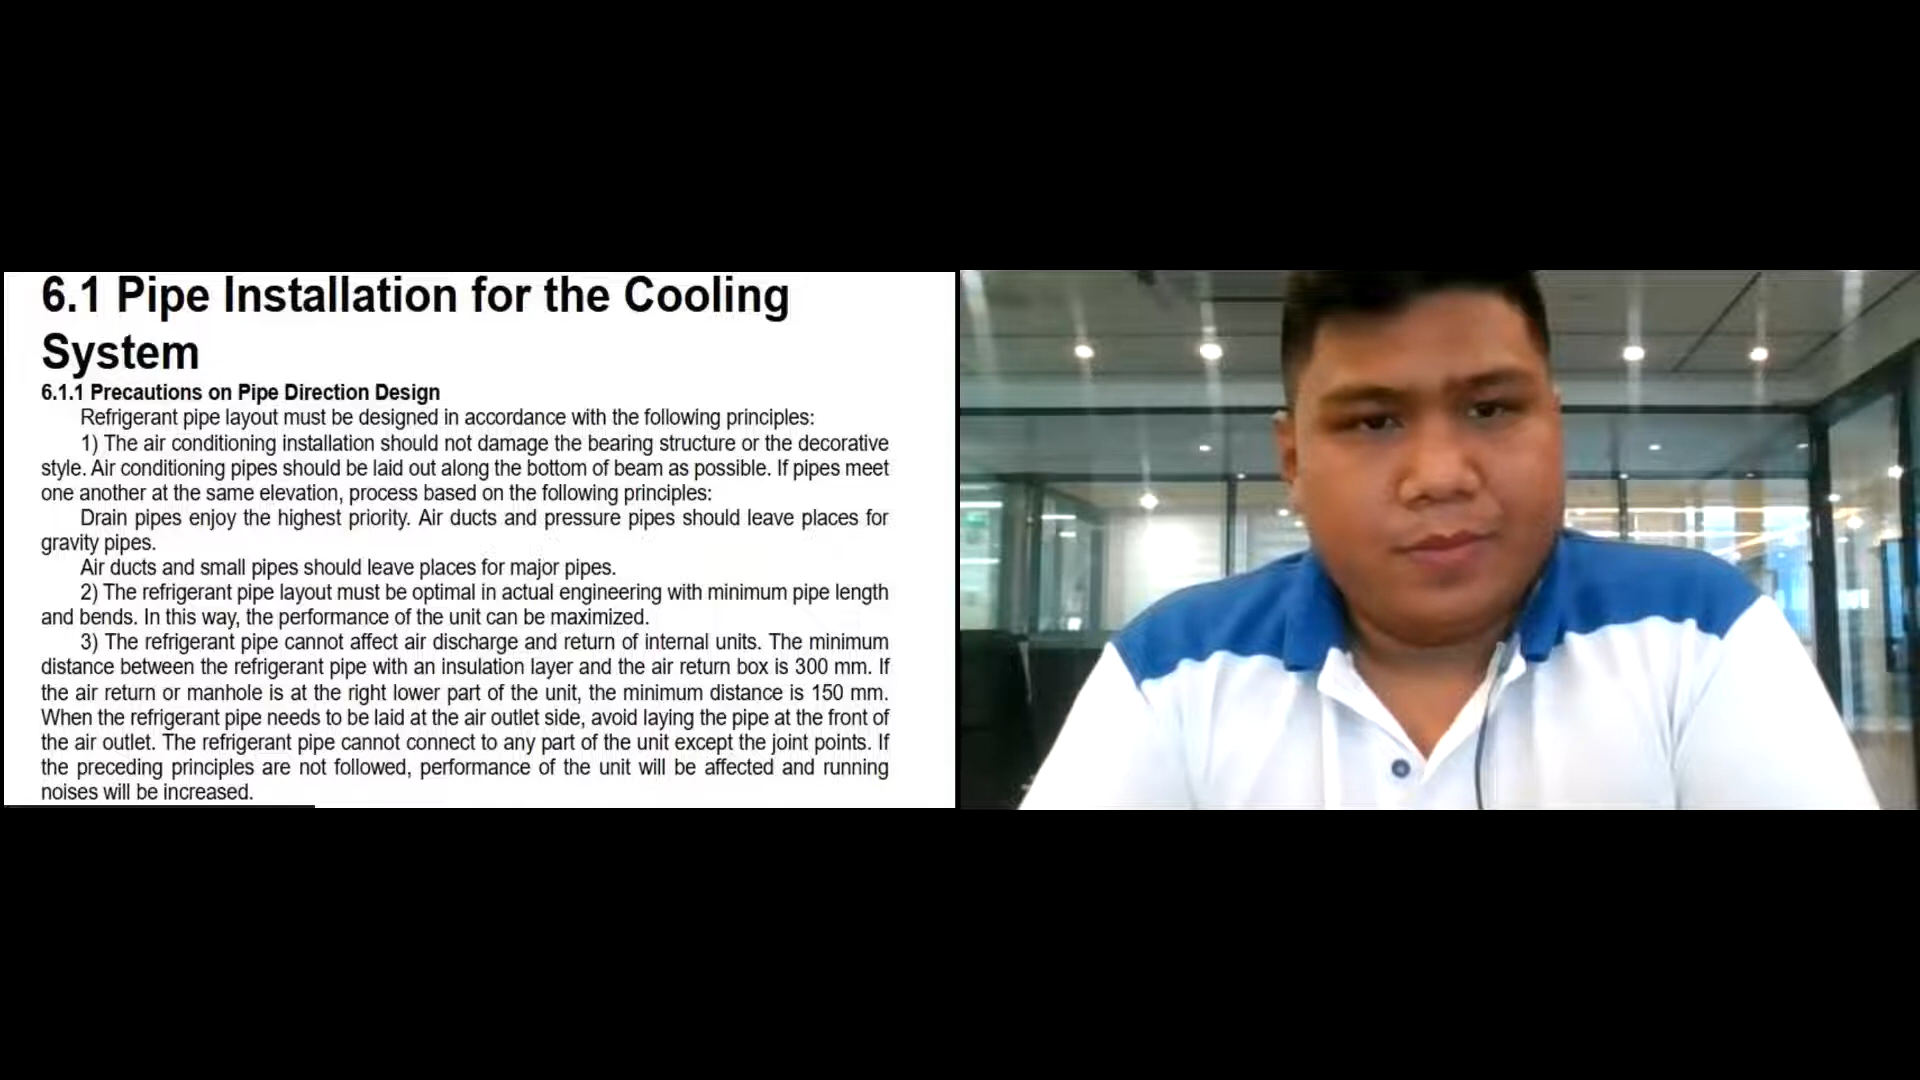 6.1 Pipe Installation for the Cooling
System
6.1.1 Precautions on Pipe Direction Design
Refrigerant pipe layout must be designed in accordance with the following principles:
1) The air conditioning installation should not damage the bearing structure or the decorative
style. Air conditioning pipes should be laid out along the bottom of beam as possible. If pipes meet
one another at the same elevation, process based on the following principles:
Drain pipes enjoy the highest priority. Air ducts and pressure pipes should leave places for
gravity pipes.
Air ducts and small pipes should leave places for major pipes.
2) The refrigerant pipe layout must be optimal in actual engineering with minimum pipe length
and bends. In this way, the performance of the unit can be maximized.
3) The refrigerant pipe cannot affect air discharge and return of internal units. The minimum
distance between the refrigerant pipe with an insulation layer and the air return box is 300 mm. If
the air return or manhole is at the right lower part of the unit, the minimum distance is 150 mm.
When the refrigerant pipe needs to be laid at the air outlet side, avoid laying the pipe at the front of
the air outlet. The refrigerant pipe cannot connect to any part of the unit except the joint points. If
the preceding principles are not followed, performance of the unit will be affected and running
noises will be increased.